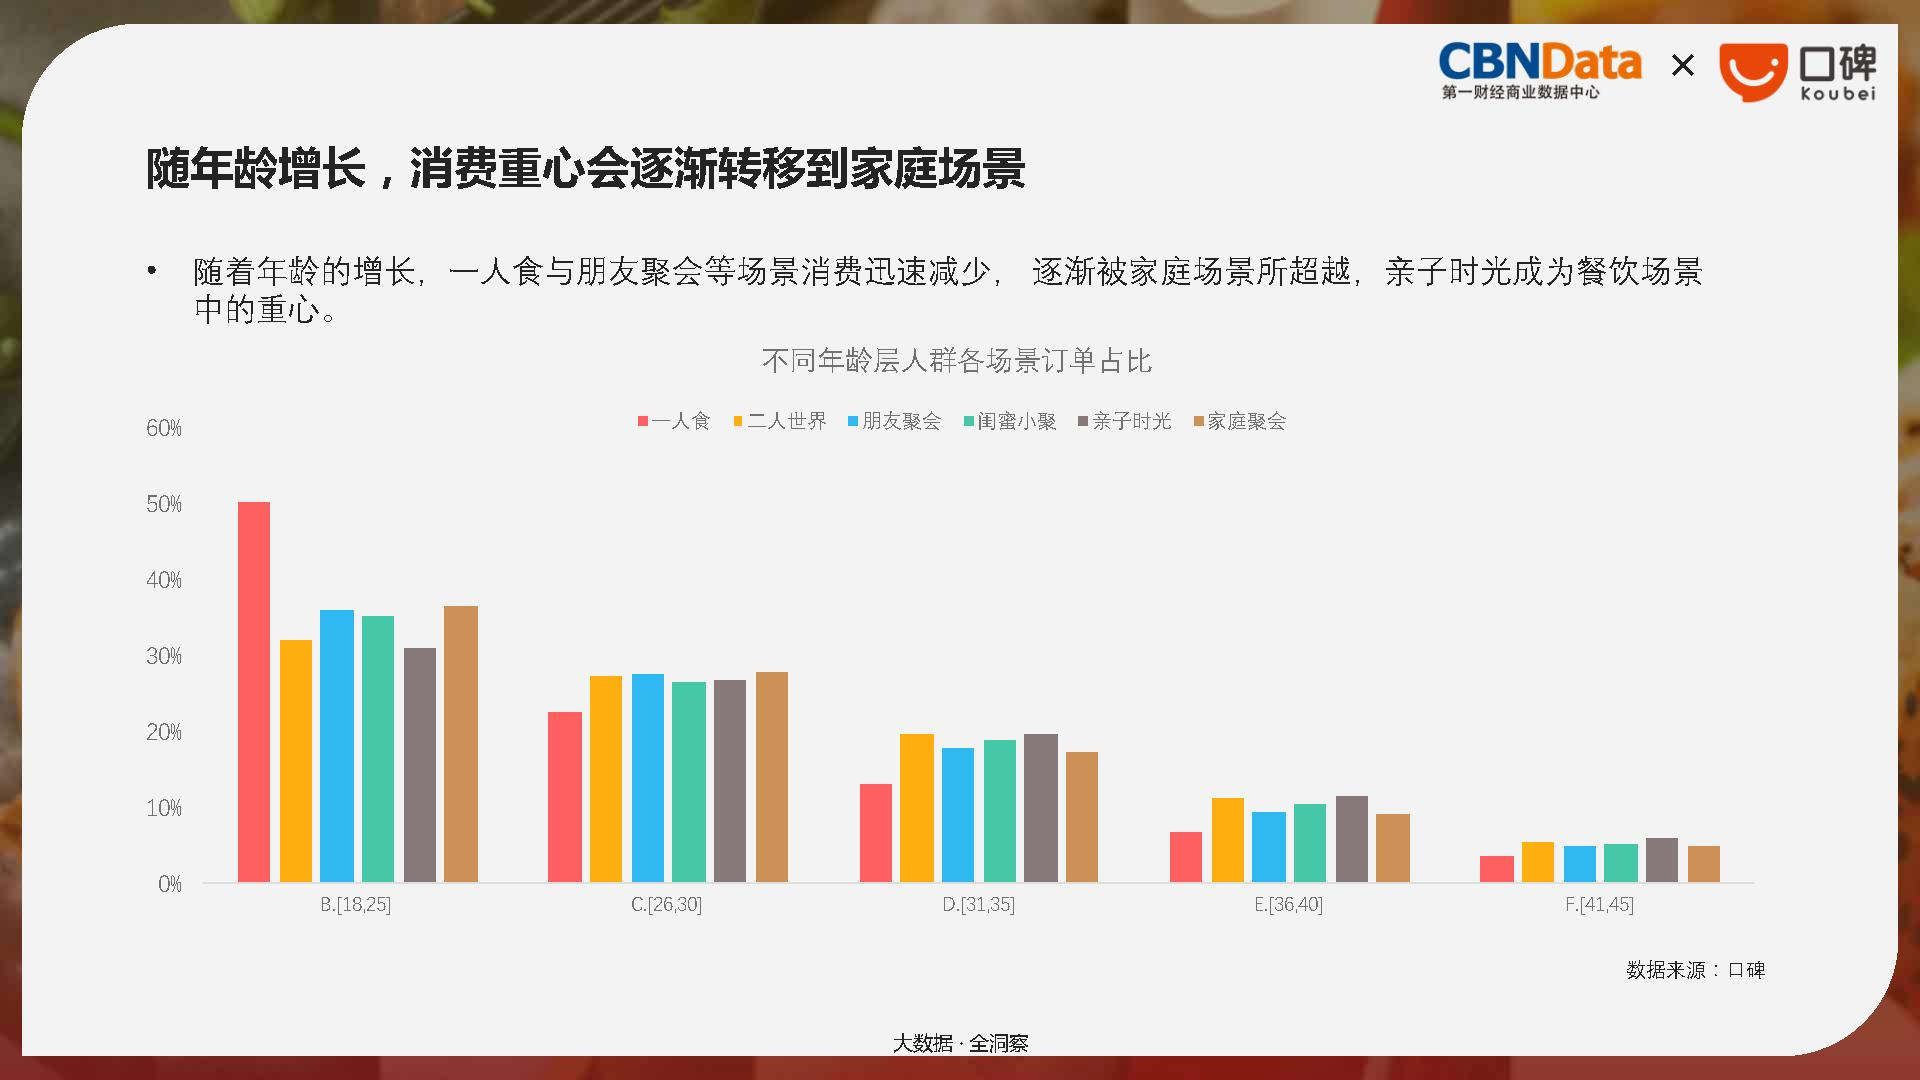 CBNData
第一财经商业数据中心
×
口碑
Koubei
随年龄增长，消费重心会逐渐转移到家庭场景
• 随着年龄的增长，一人食与朋友聚会等场景消费迅速减少， 逐渐被家庭场景所超越，亲子时光成为餐饮场景
中的重心。
不同年龄层人群各场景订单占比
一人食 二人世界 朋友聚会 闺蜜小聚 亲子时光 家庭聚会
60%
50%
40%
30%
20%
10%
0%
B.[18,25] C.[26,30] D.[31,35] E.[36,40] F.[41,45]
数据来源：口碑
大数据·全洞察